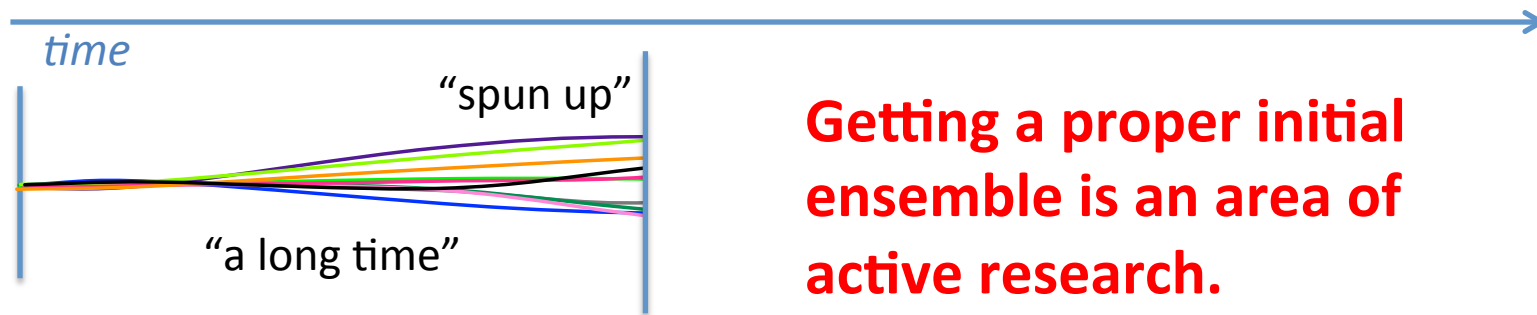 time
“spun up”
“a long time”
Getting a proper initial
ensemble is an area of
active research.